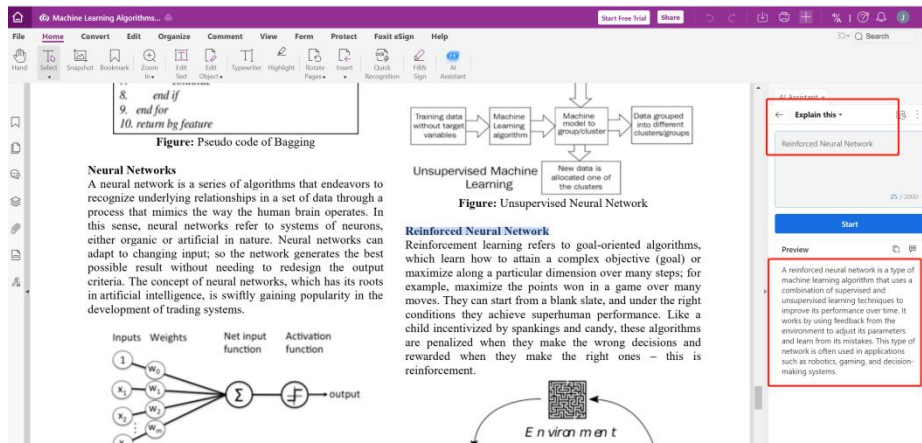 Machine Learning Algorithms...
Start Free Trial
Share
File Home Convert Edit Organize Comment View Form Protect Foxit eSign Help
Search
Hand
Select
Snapshot
Bookmark
Zoom In
Edit Text
Edit Object
Typewriter
Highlight
Rotate Pages
Insert
Quick Recognition
Fill& Sign
AI Assistant
8. end if
9. end for
10. return bg feature
Figure: Pseudo code of Bagging
Neural Networks
A neural network is a series of algorithms that endeavors to
recognize underlying relationships in a set of data through a
process that mimics the way the human brain operates. In
this sense, neural networks refer to systems of neurons,
either organic or artificial in nature. Neural networks can
adapt to changing input; so the network generates the best
possible result without needing to redesign the output
criteria. The concept of neural networks, which has its roots
in artificial intelligence, is swiftly gaining popularity in the
development of trading systems.
Inputs Weights Net input function Activation function
1
w0
x1
w1
x2
w2
wm
Σ
output
Training data
without target
variables
Machine
Learning
algorithm
Machine
model to
group/cluster
Data grouped
into different
clusters/groups
Unsupervised Machine
Learning
New data is
allocated one of
the clusters
Figure: Unsupervised Neural Network
Reinforced Neural Network
Reinforcement learning refers to goal-oriented algorithms,
which learn how to attain a complex objective (goal) or
maximize along a particular dimension over many steps; for
example, maximize the points won in a game over many
moves. They can start from a blank slate, and under the right
conditions they achieve superhuman performance. Like a
child incentivized by spankings and candy, these algorithms
are penalized when they make the wrong decisions and
rewarded when they make the right ones – this is
reinforcement.
Environment
AI Assistant
Explain this
Reinforced Neural Network
25 / 2000
Start
Preview
A reinforced neural network is a type of
machine learning algorithm that uses a
combination of supervised and
unsupervised learning techniques to
improve its performance over time. It
works by using feedback from the
environment to adjust its parameters
and learn from its mistakes. This type of
network is often used in applications
such as robotics, gaming, and decision-
making systems.